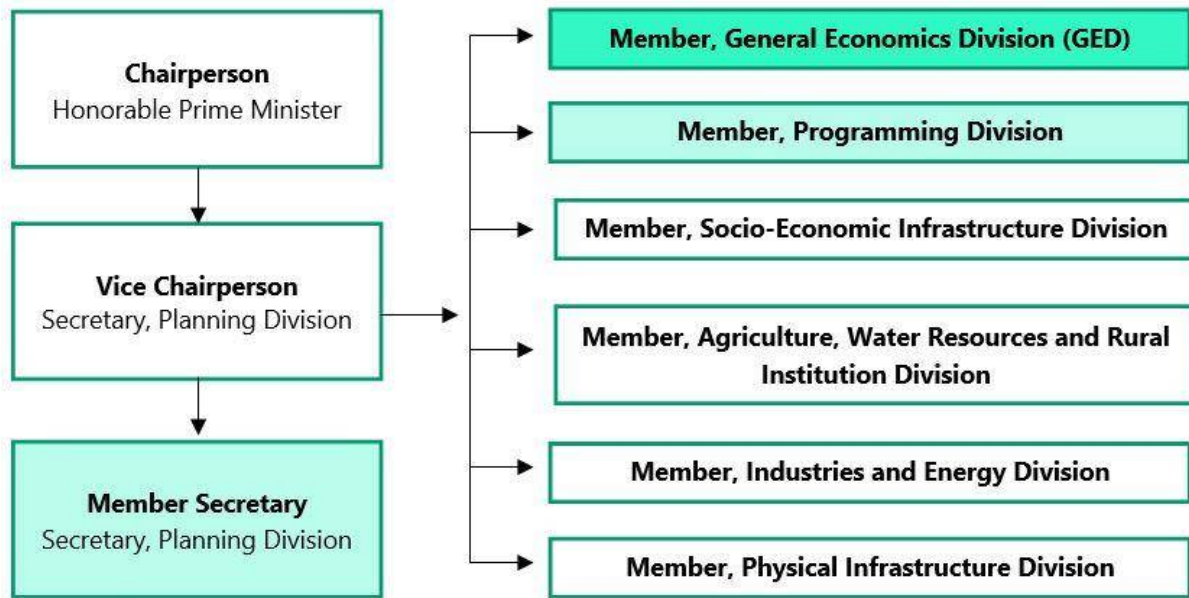 Chairperson
Honorable Prime Minister
Vice Chairperson
Secretary, Planning Division
Member Secretary
Secretary, Planning Division
Member, General Economics Division (GED)
Member, Programming Division
Member, Socio-Economic Infrastructure Division
Member, Agriculture, Water Resources and Rural
Institution Division
Member, Industries and Energy Division
Member, Physical Infrastructure Division